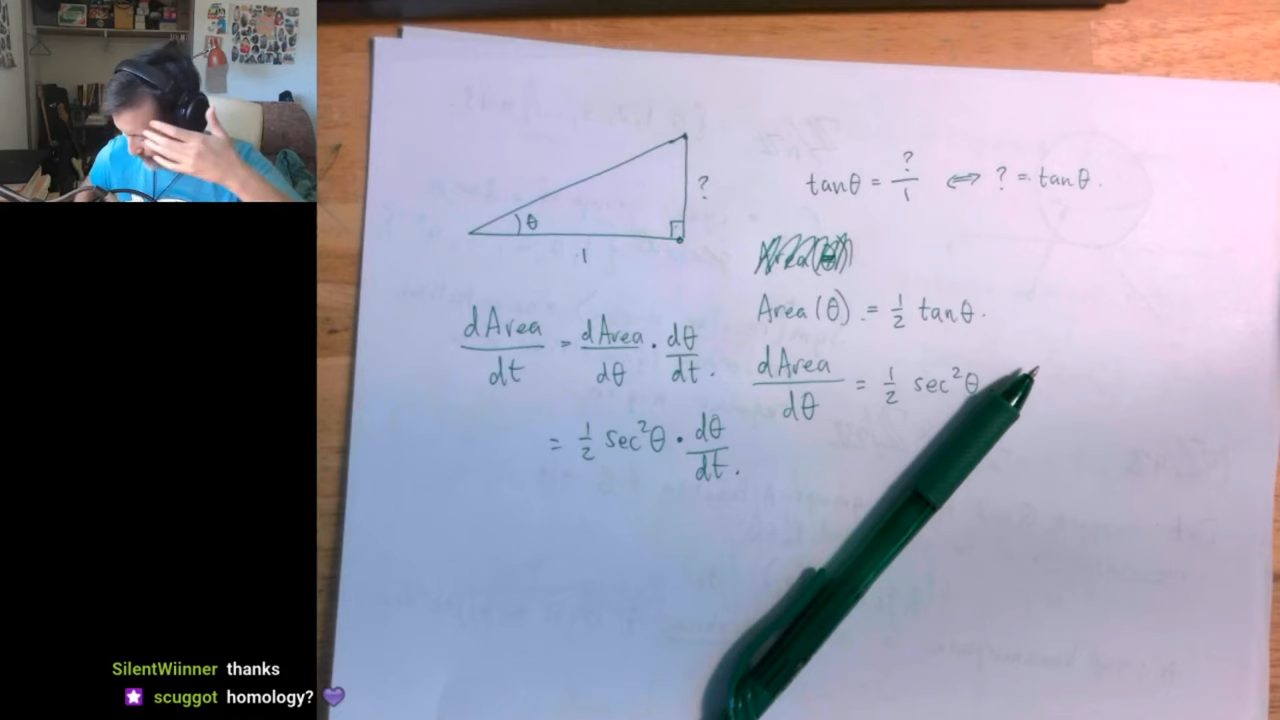 ?
θ
1
tanθ = ?/1 ⇔ ? = tanθ.
Area(θ) = 1/2 tanθ.
dArea/dt = dArea/dθ · dθ/dt.
dArea/dθ = 1/2 sec²θ
= 1/2 sec²θ · dθ/dt.
SilentWiinner thanks
scuggot homology? 💜